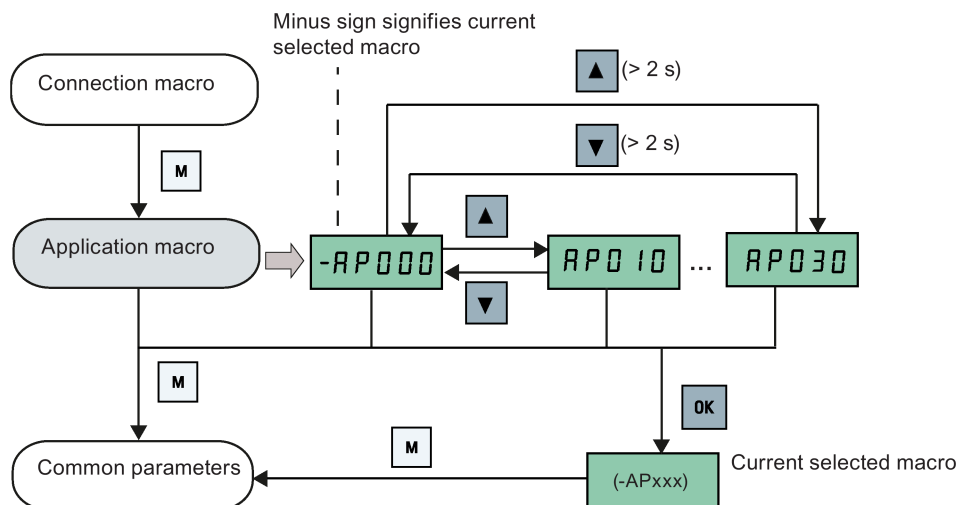 Minus sign signifies current
selected macro
Connection macro
▲ (> 2 s)
▼ (> 2 s)
M
Application macro
▲
-AP000
AP010
...
AP030
▼
M
OK
M
Common parameters
(-APxxx)
Current selected macro